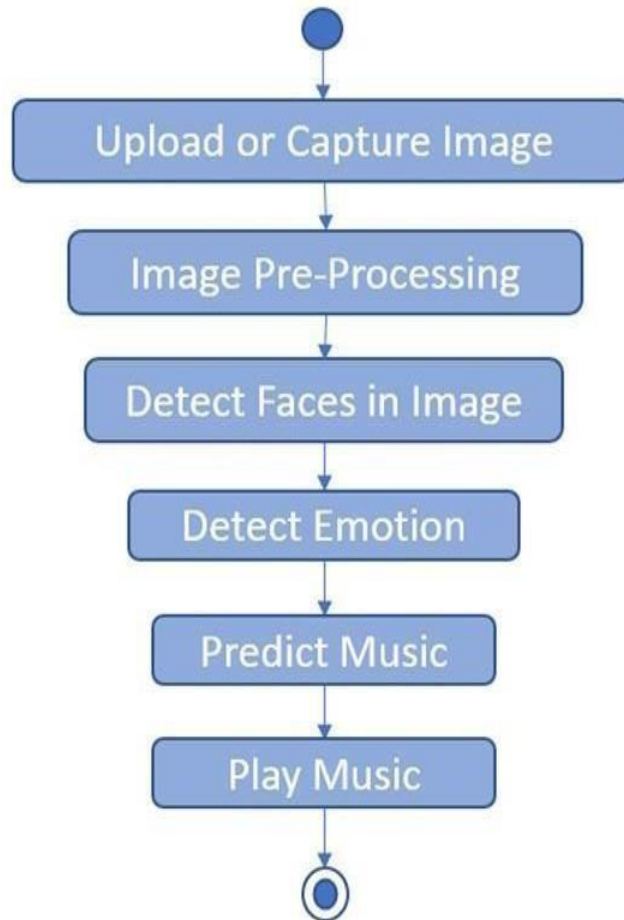 Upload or Capture Image
Image Pre-Processing
Detect Faces in Image
Detect Emotion
Predict Music
Play Music